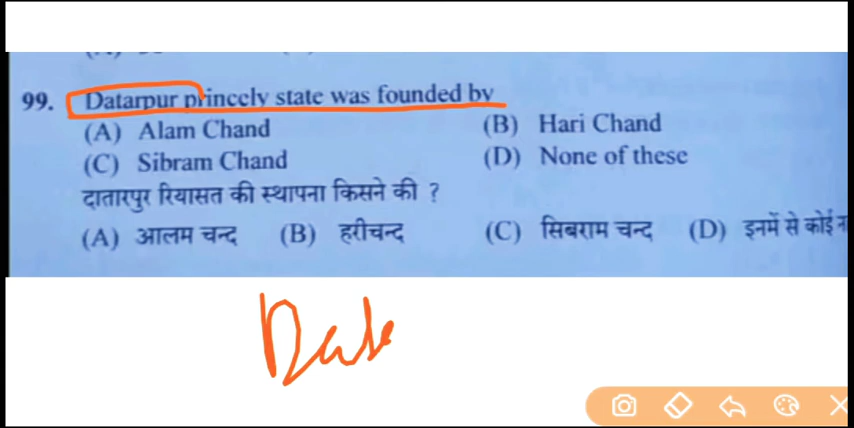 99. Datarpur princely state was founded by
(A) Alam Chand (B) Hari Chand
(C) Sibram Chand (D) None of these
दातारपुर रियासत की स्थापना किसने की ?
(A) आलम चन्द (B) हरीचन्द (C) सिबराम चन्द (D) इनमें से कोई